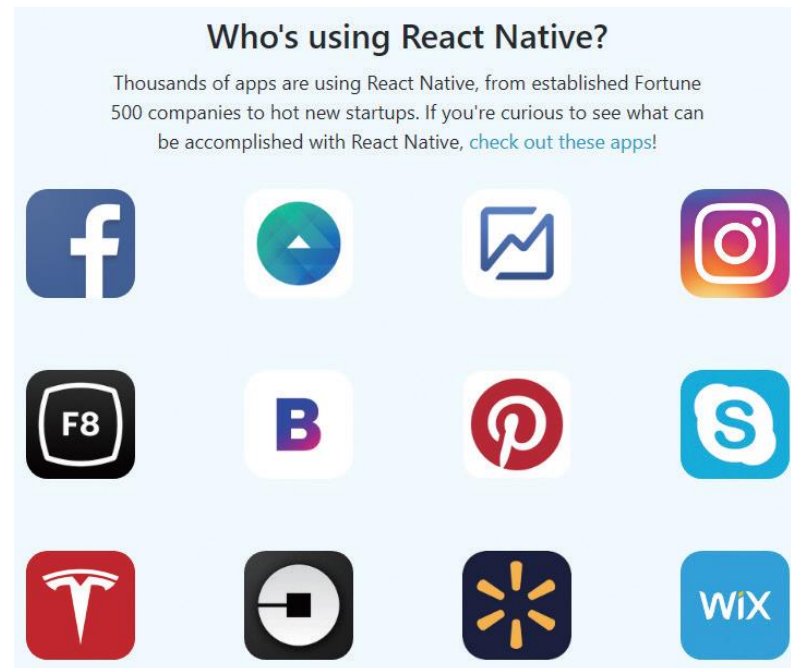 Who's using React Native?
Thousands of apps are using React Native, from established Fortune
500 companies to hot new startups. If you're curious to see what can
be accomplished with React Native, check out these apps!
f
F8
B
S
T
WiX